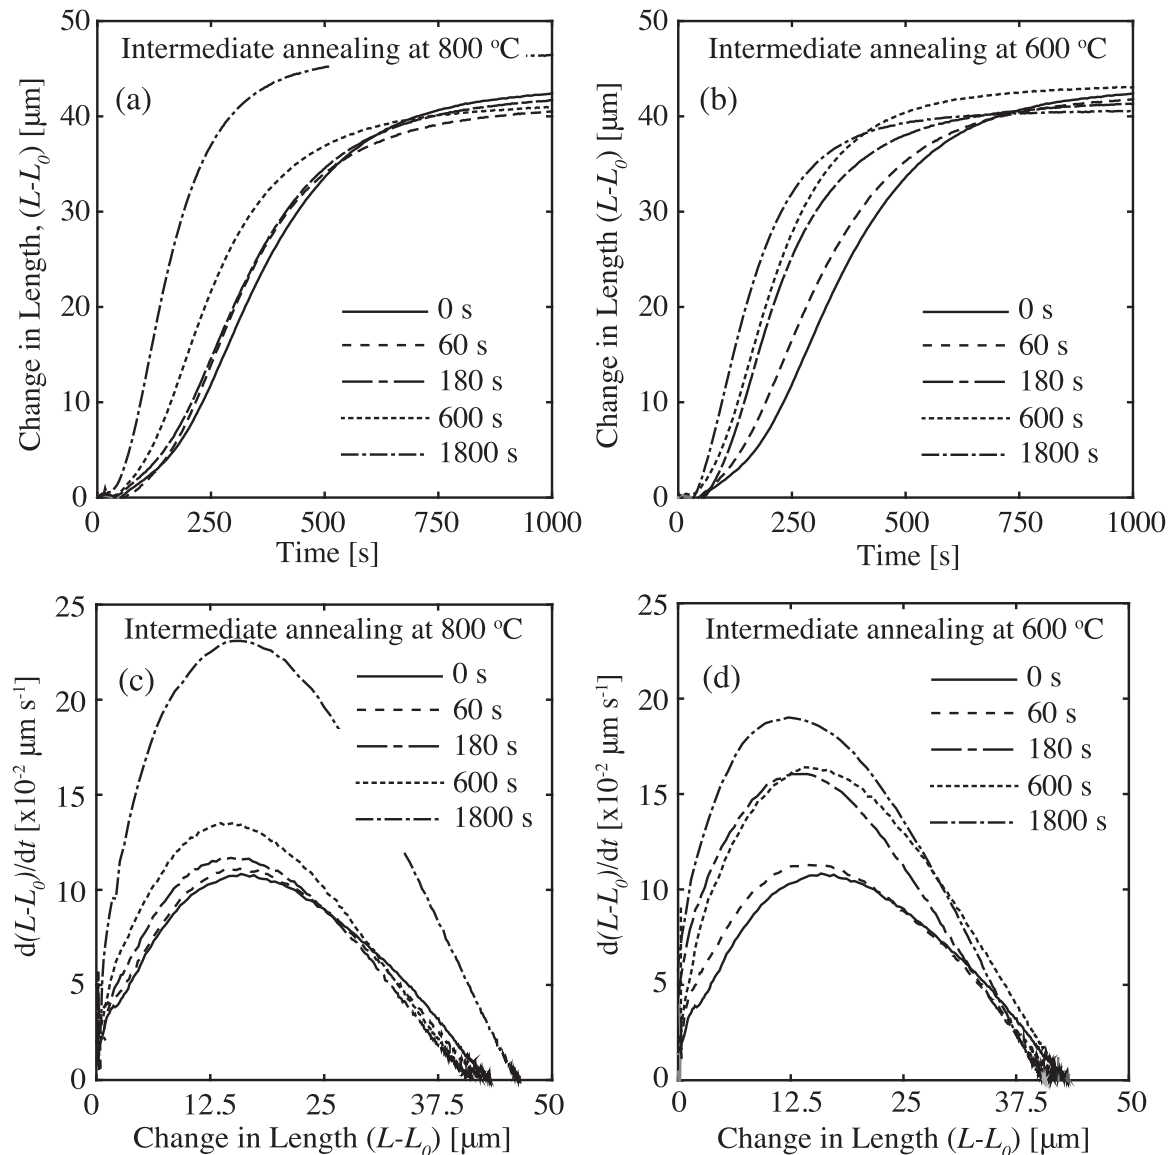 Intermediate annealing at 800 °C
(a)
Change in Length, (L-L₀) [µm]
50
40
30
20
10
0
0 s
60 s
180 s
600 s
1800 s
0 250 500 750 1000
Time [s]
Intermediate annealing at 600 °C
(b)
Change in Length (L-L₀) [µm]
50
40
30
20
10
0
0 s
60 s
180 s
600 s
1800 s
0 250 500 750 1000
Time [s]
Intermediate annealing at 800 °C
(c)
d(L-L₀)/dt [x10⁻² µm s⁻¹]
25
20
15
10
5
0
0 s
60 s
180 s
600 s
1800 s
0 12.5 25 37.5 50
Change in Length (L-L₀) [µm]
Intermediate annealing at 600 °C
(d)
d(L-L₀)/dt [x10⁻² µm s⁻¹]
25
20
15
10
5
0
0 s
60 s
180 s
600 s
1800 s
0 12.5 25 37.5 50
Change in Length (L-L₀) [µm]